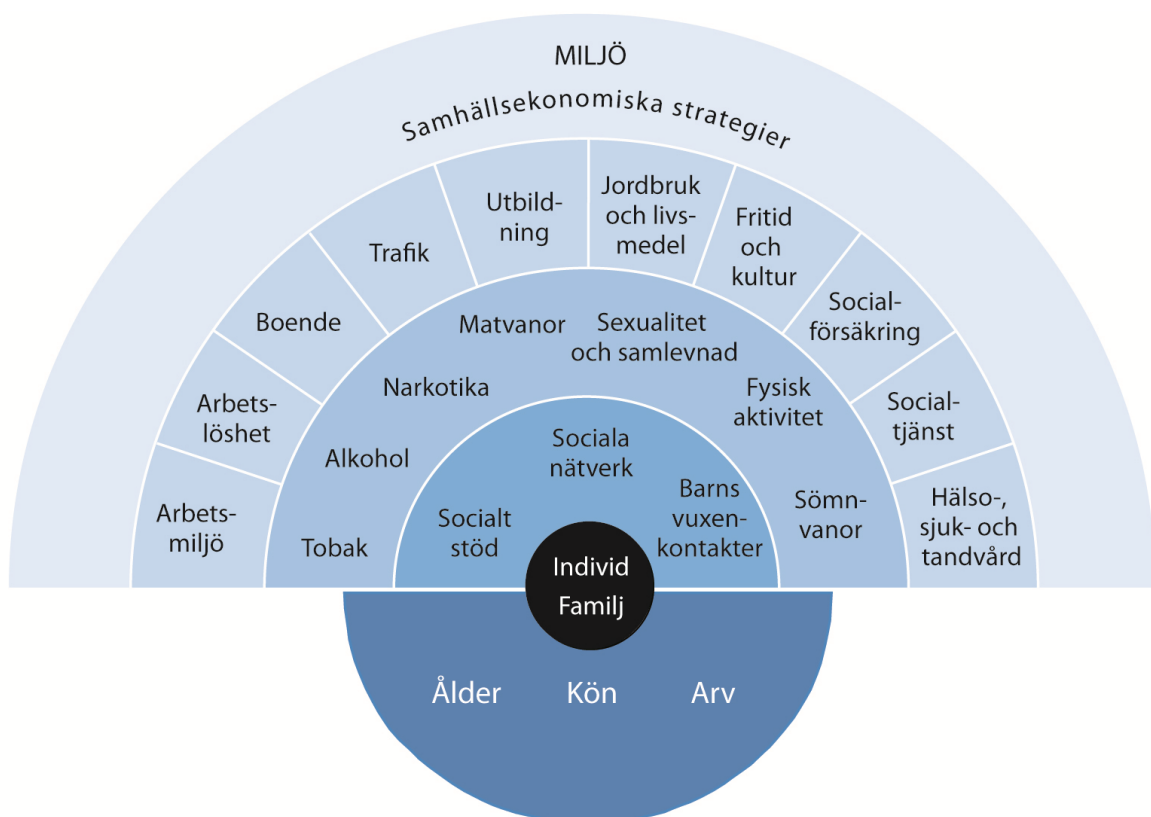 MILJÖ
Samhällsekonomiska strategier
Arbets-
miljö
Arbets-
löshet
Boende
Trafik
Utbild-
ning
Jordbruk
och livs-
medel
Fritid
och
kultur
Social-
försäkring
Social-
tjänst
Hälso-,
sjuk- och
tandvård
Tobak
Alkohol
Narkotika
Matvanor
Sexualitet
och samlevnad
Fysisk
aktivitet
Sömn-
vanor
Socialt
stöd
Sociala
nätverk
Barns
vuxen-
kontakter
Individ
Familj
Ålder
Kön
Arv